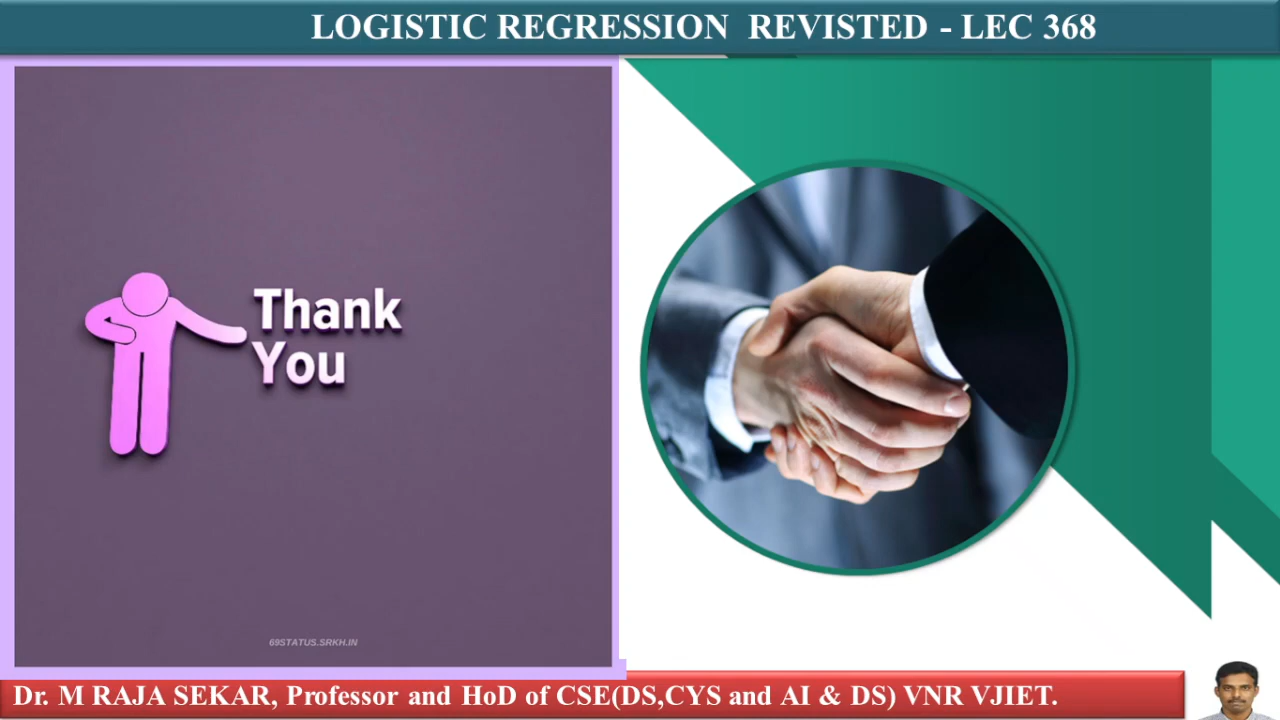 LOGISTIC REGRESSION REVISTED - LEC 368
Thank
You
69STATUS.SRKH.IN
Dr. M RAJA SEKAR, Professor and HoD of CSE(DS,CYS and AI & DS) VNR VJIET.